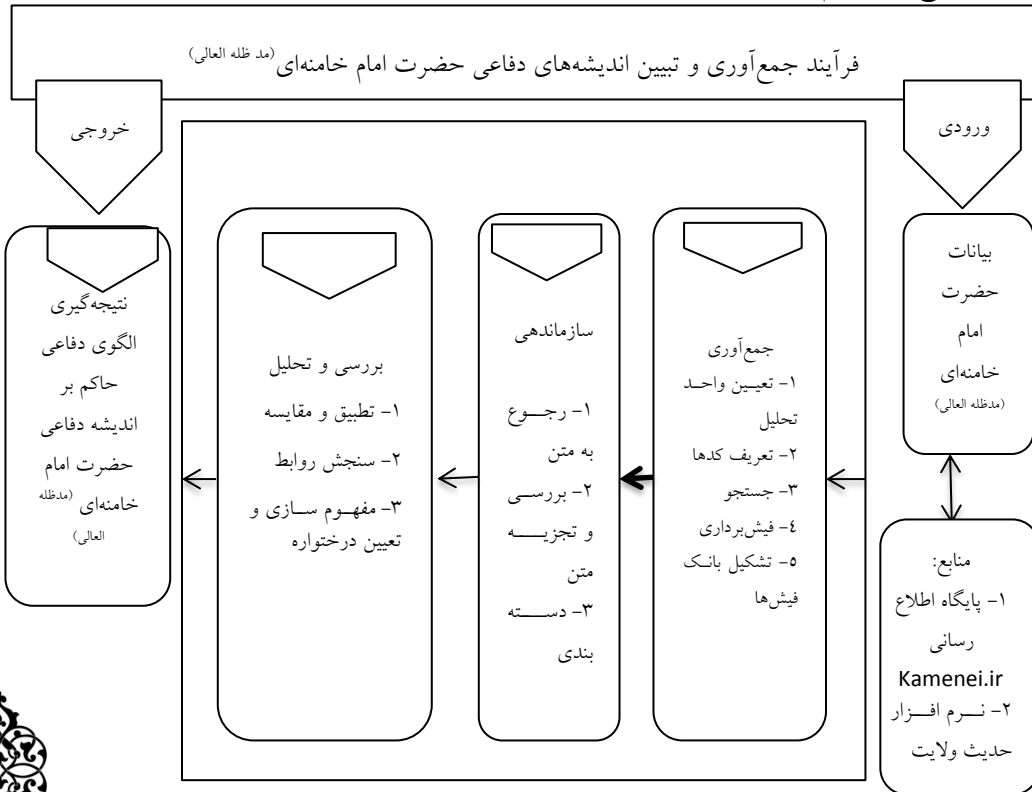 فرآیند جمع‌آوری و تبیین اندیشه‌های دفاعی حضرت امام خامنه‌ای (مد ظله العالی)
ورودی
بیانات
حضرت
امام
خامنه‌ای
(مدظله العالی)
منابع:
۱- پایگاه اطلاع
رسانی
Kamenei.ir
۲- نرم افزار
حدیث ولایت
جمع‌آوری
۱- تعیین واحد
تحلیل
۲- تعریف کدها
۳- جستجو
٤- فیش‌برداری
٥- تشکیل بانک
فیش‌ها
سازماندهی
۱- رجوع
به متن
۲- بررسی
و تجزیه
متن
۳- دسته
بندی
بررسی و تحلیل
۱- تطبیق و مقایسه
۲- سنجش روابط
۳- مفهوم سازی و
تعیین درختواره
خروجی
نتیجه‌گیری
الگوی دفاعی
حاکم بر
اندیشه دفاعی
حضرت امام
خامنه‌ای (مدظله
العالی)